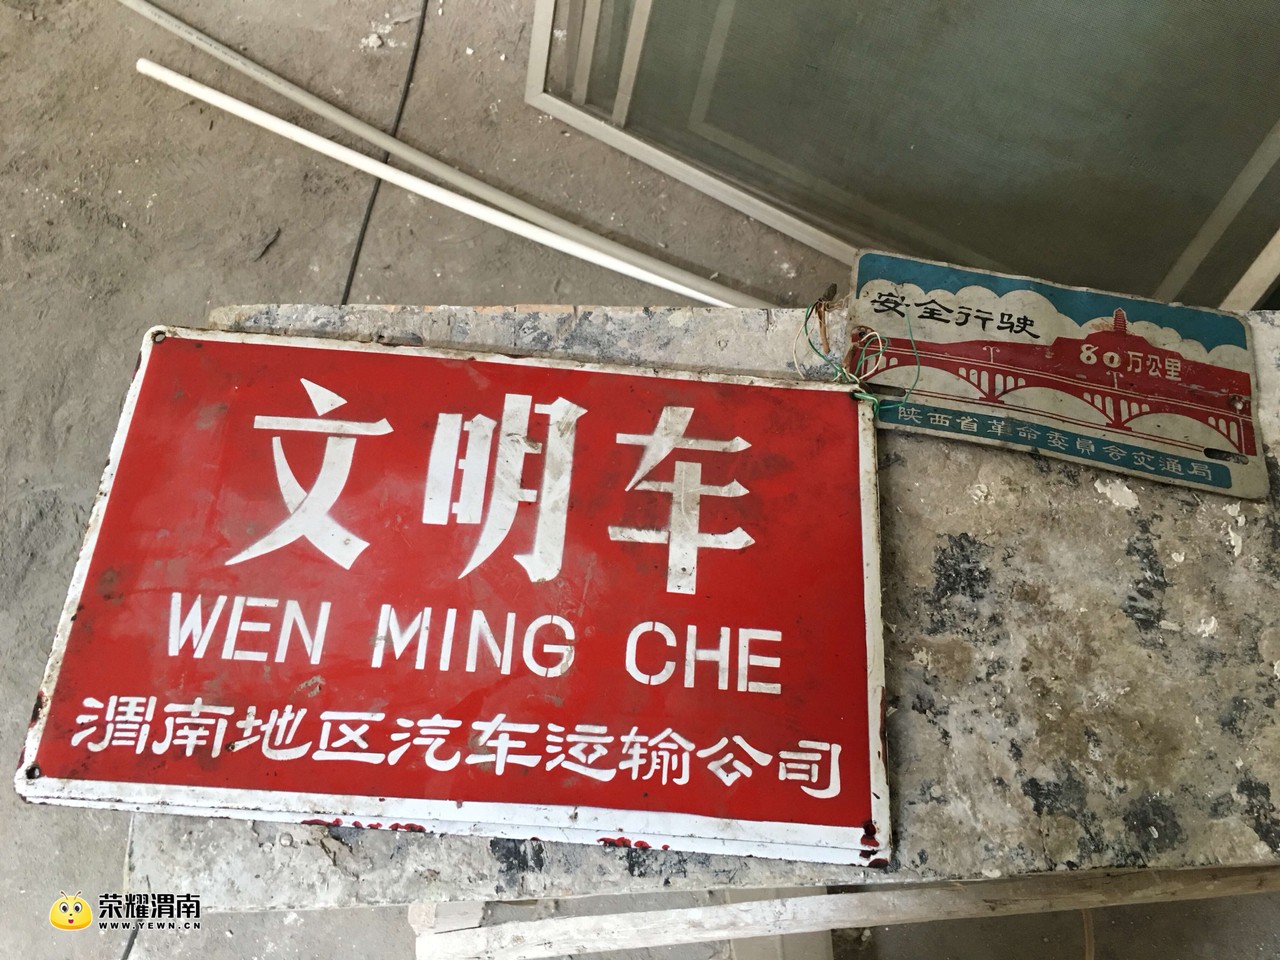 文明车
WEN MING CHE
渭南地区汽车运输公司
安全行驶
80万公里
陕西省革命委員会交通局
荣耀渭南
WWW.YEWN.CN